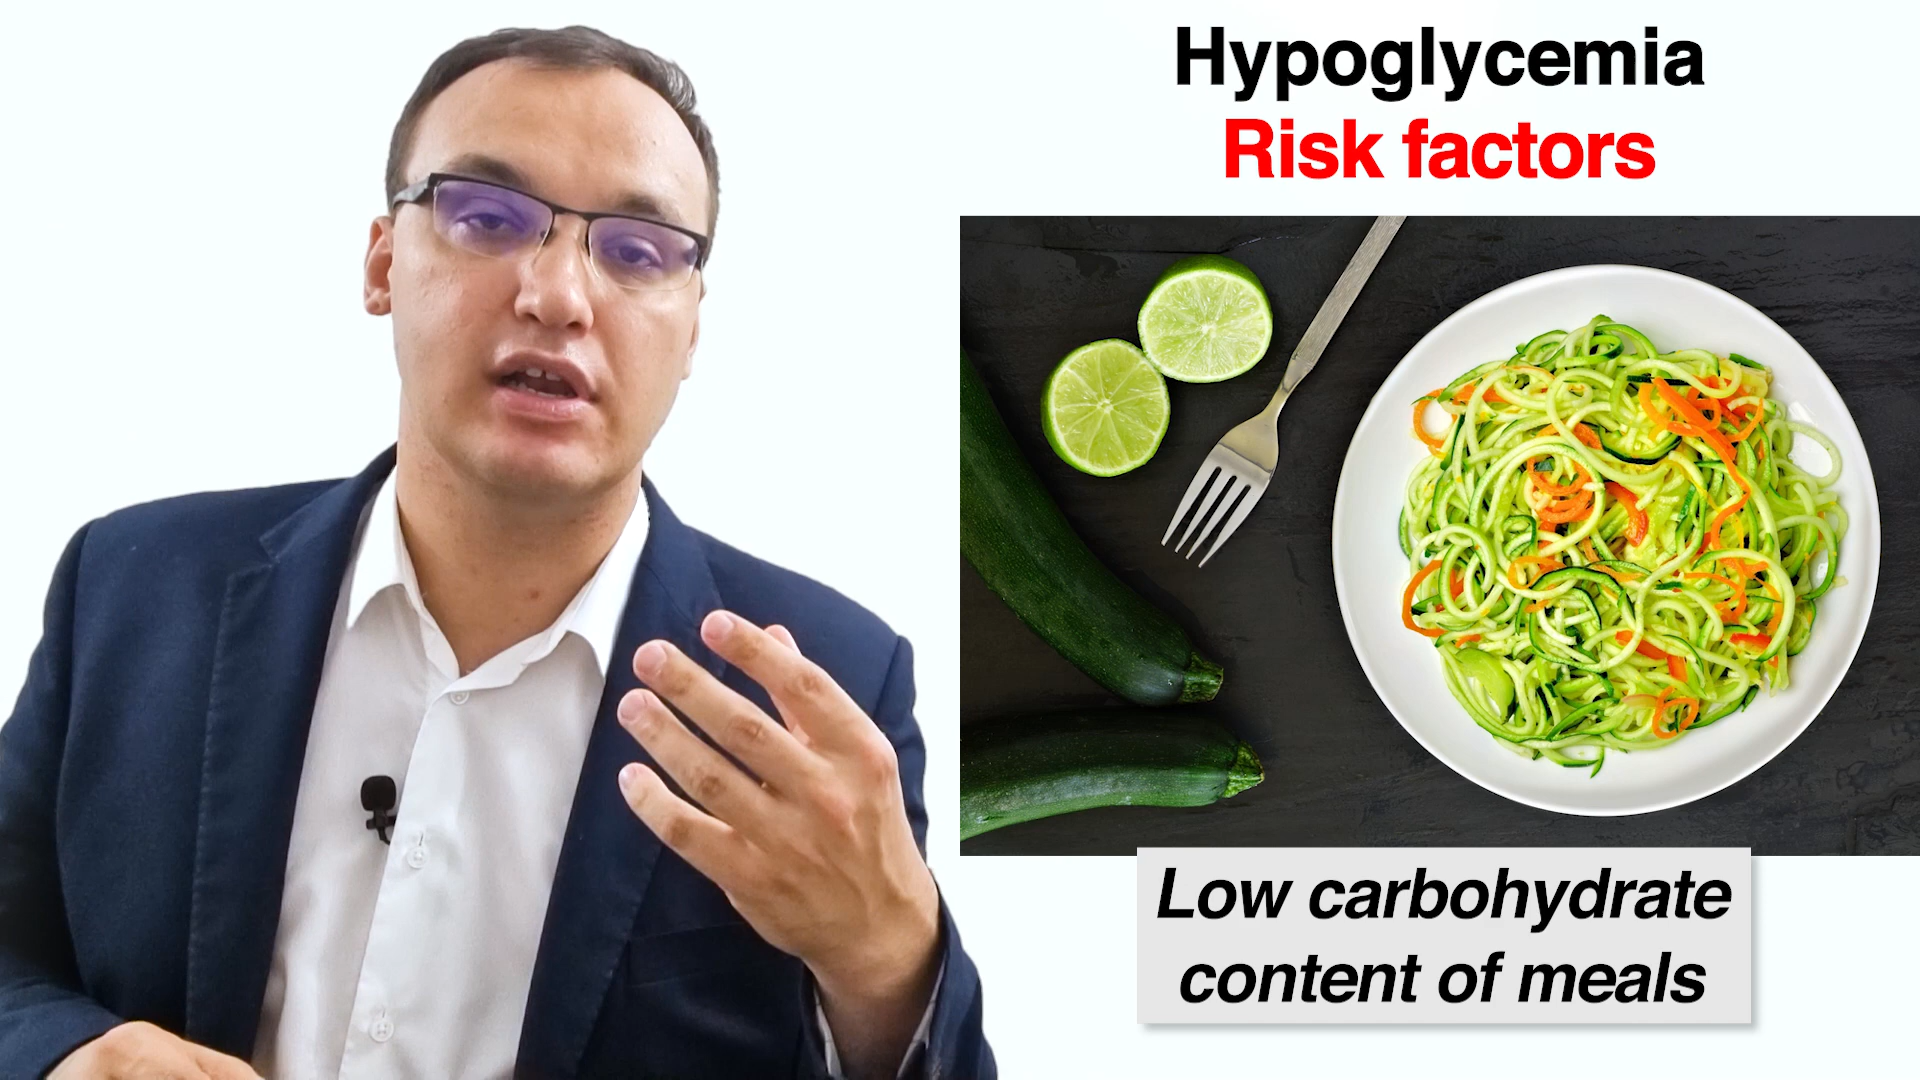 Hypoglycemia
Risk factors
Low carbohydrate
content of meals